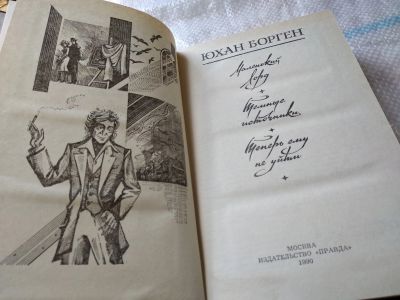 ЮХАН БОРГЕН
Маленький
Лорд
Темные
источники
Теперь ему
не уйти
МОСКВА
ИЗДАТЕЛЬСТВО «ПРАВДА»
1990